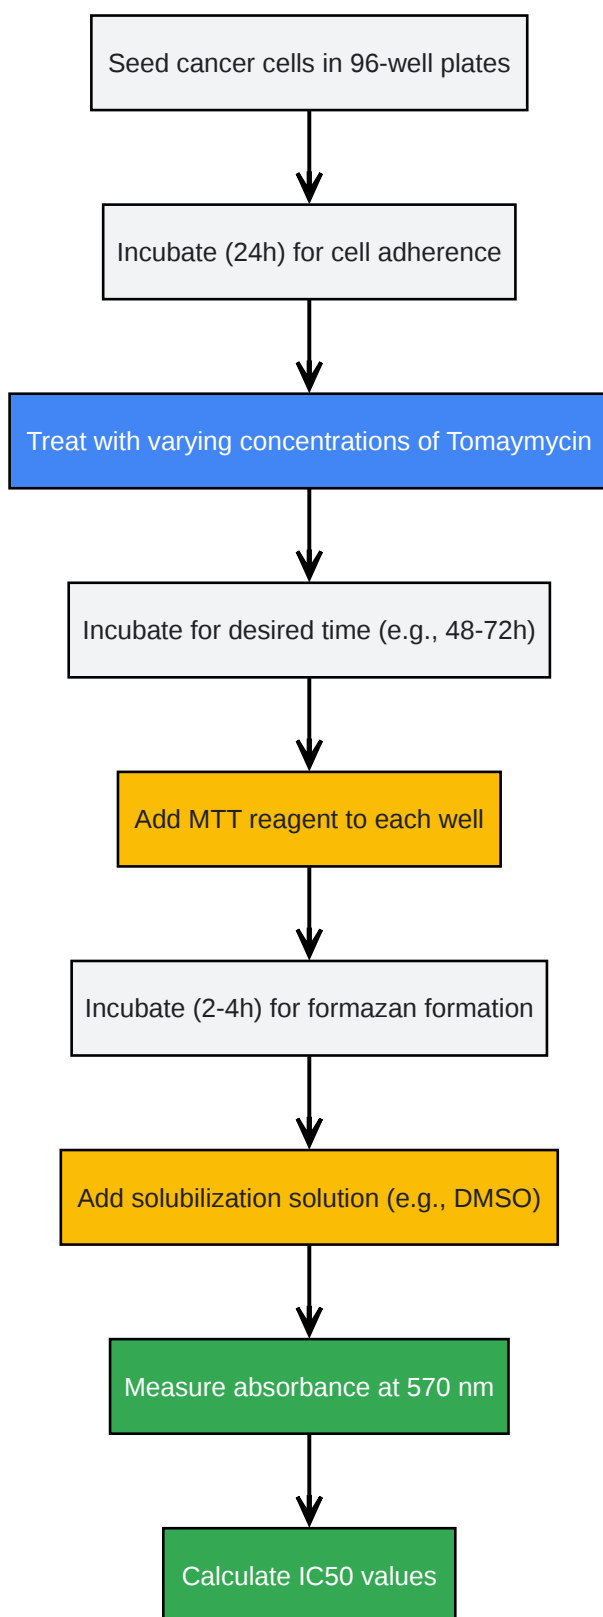 Seed cancer cells in 96-well plates
Incubate (24h) for cell adherence
Treat with varying concentrations of Tomaymycin
Incubate for desired time (e.g., 48-72h)
Add MTT reagent to each well
Incubate (2-4h) for formazan formation
Add solubilization solution (e.g., DMSO)
Measure absorbance at 570 nm
Calculate IC50 values